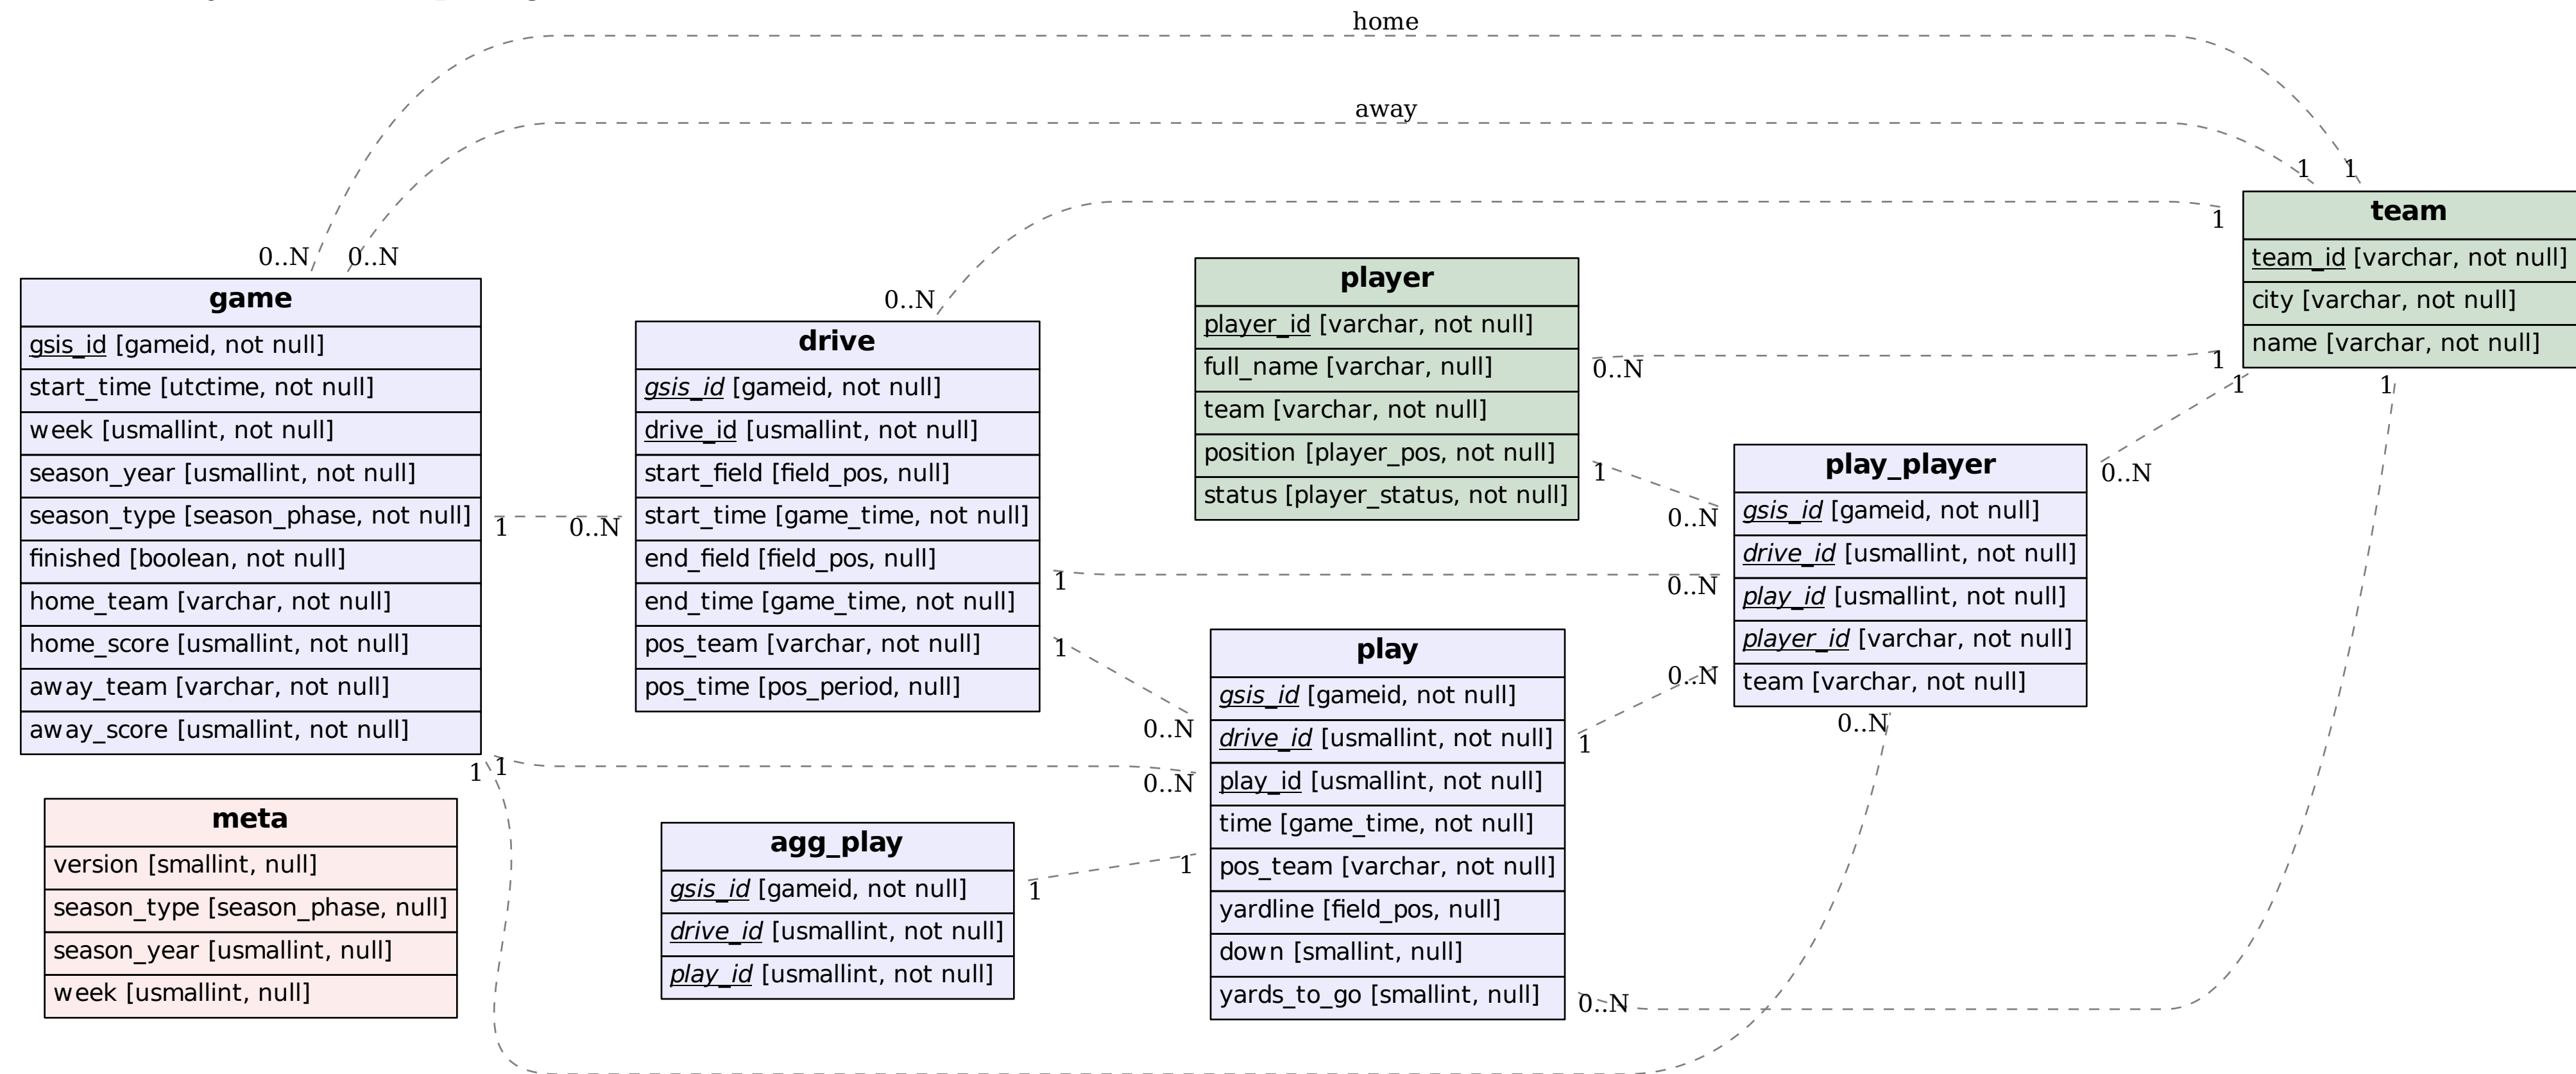 home
away
1 1
0..N 0..N
1
0..N
team
team_id [varchar, not null]
city [varchar, not null]
name [varchar, not null]
game
gsis_id [gameid, not null]
start_time [utctime, not null]
week [usmallint, not null]
season_year [usmallint, not null]
season_type [season_phase, not null]
finished [boolean, not null]
home_team [varchar, not null]
home_score [usmallint, not null]
away_team [varchar, not null]
away_score [usmallint, not null]
1 0..N
drive
gsis_id [gameid, not null]
drive_id [usmallint, not null]
start_field [field_pos, null]
start_time [game_time, not null]
end_field [field_pos, null]
end_time [game_time, not null]
pos_team [varchar, not null]
pos_time [pos_period, null]
player
player_id [varchar, not null]
full_name [varchar, null]
team [varchar, not null]
position [player_pos, not null]
status [player_status, not null]
0..N 1
1 1
1 0..N
0..N
play_player
gsis_id [gameid, not null]
drive_id [usmallint, not null]
play_id [usmallint, not null]
player_id [varchar, not null]
team [varchar, not null]
1 0..N
1 0..N
0..N
1
0..N
play
gsis_id [gameid, not null]
drive_id [usmallint, not null]
play_id [usmallint, not null]
time [game_time, not null]
pos_team [varchar, not null]
yardline [field_pos, null]
down [smallint, null]
yards_to_go [smallint, null]
1 1
0..N
0..N
meta
version [smallint, null]
season_type [season_phase, null]
season_year [usmallint, null]
week [usmallint, null]
agg_play
gsis_id [gameid, not null]
drive_id [usmallint, not null]
play_id [usmallint, not null]
1 1